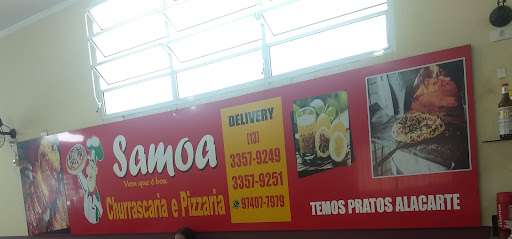 Samoa
Vem que é bom
Churrascaria e Pizzaria
DELIVERY
(13)
3357-9249
3357-9251
97407-7979
TEMOS PRATOS ALACARTE